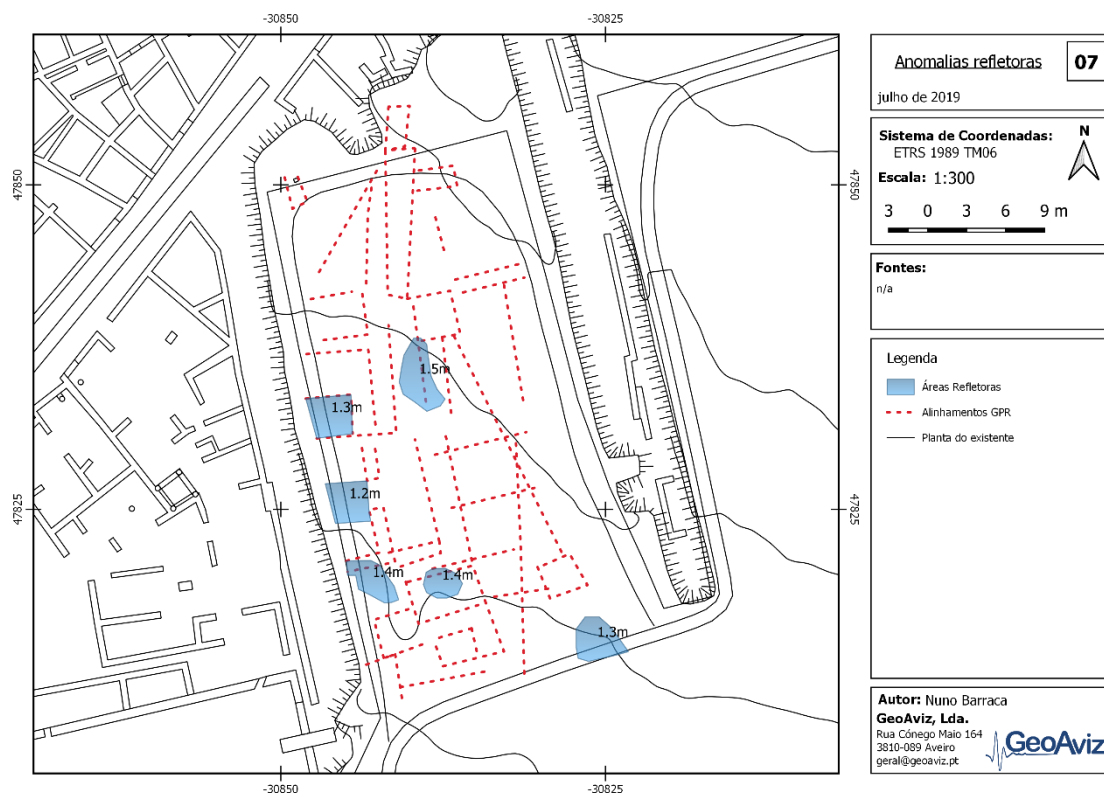 -30850
-30825
47850
47850
1.5m
1.3m
1.2m
47825
47825
1.4m
1.4m
1.3m
-30850
-30825
Anomalias refletoras
07
julho de 2019
Sistema de Coordenadas:
ETRS 1989 TM06
N
Escala: 1:300
3 0 3 6 9 m
Fontes:
n/a
Legenda
Áreas Refletoras
Alinhamentos GPR
Planta do existente
Autor: Nuno Barraca
GeoAviz, Lda.
Rua Cónego Maio 164
3810-089 Aveiro
geral@geoaviz.pt
GeoAviz